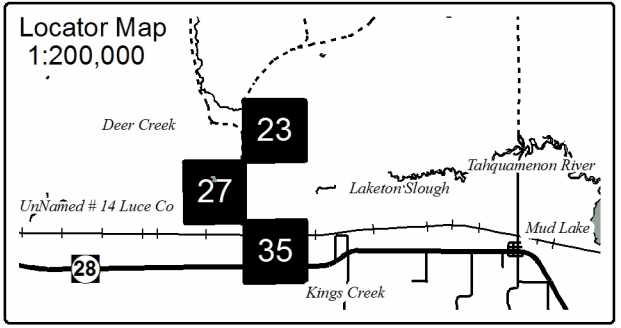 Locator Map
1:200,000
Deer Creek
23
Tahquamenon River
27
Laketon Slough
UnNamed # 14 Luce Co
Mud Lake
35
28
Kings Creek